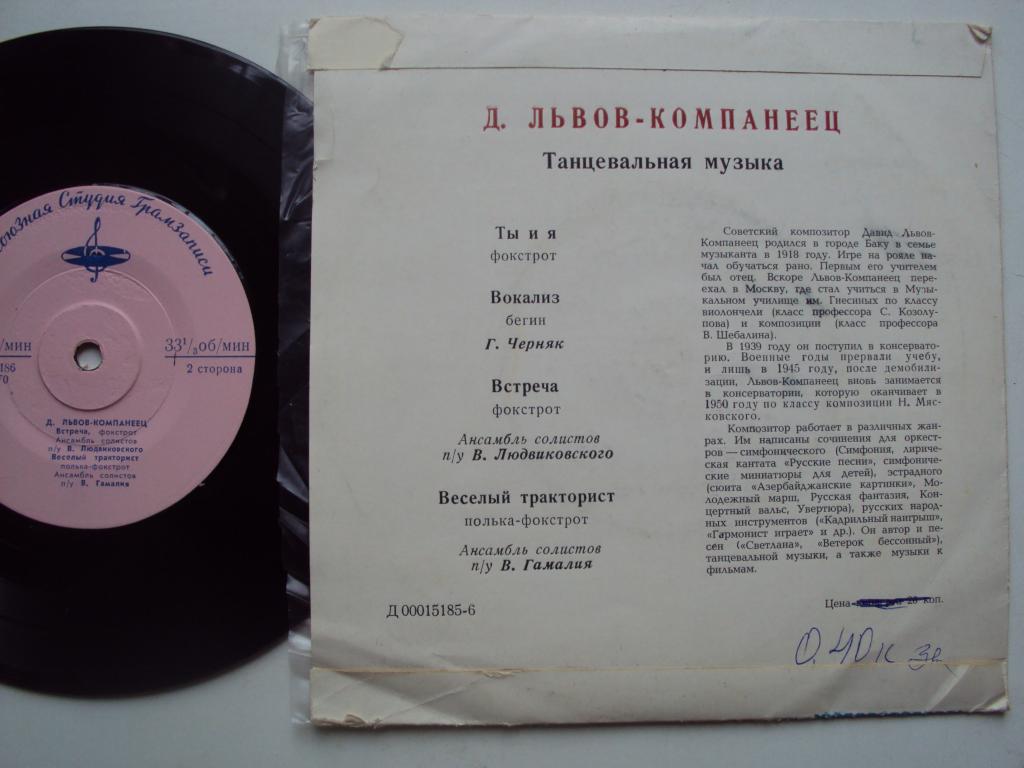 союзная Студия Грамзаписи
/мин
33⅓об/мин
186
2 сторона
70
Д. ЛЬВОВ-КОМПАНЕЕЦ
Встреча, фокстрот
Ансамбль солистов
п/у В. Людвиковского
Веселый тракторист
полька-фокстрот
Ансамбль солистов
п/у В. Гамалия
Д. ЛЬВОВ-КОМПАНЕЕЦ
Танцевальная музыка
Ты и я
фокстрот
Вокализ
бегин
Г. Черняк
Встреча
фокстрот
Ансамбль солистов
п/у В. Людвиковского
Веселый тракторист
полька-фокстрот
Ансамбль солистов
п/у В. Гамалия
Д 00015185-6
Советский композитор Давид Львов-
Компанеец родился в городе Баку в семье
музыканта в 1918 году. Игре на рояле на-
чал обучаться рано. Первым его учителем
был отец. Вскоре Львов-Компанеец пере-
ехал в Москву, где стал учиться в Музы-
кальном училище им. Гнесиных по классу
виолончели (класс профессора С. Козолу-
пова) и композиции (класс профессора
В. Шебалина).
В 1939 году он поступил в консервато-
рию. Военные годы прервали учебу,
и лишь в 1945 году, после демобили-
зации, Львов-Компанеец вновь занимается
в консерватории, которую оканчивает в
1950 году по классу композиции Н. Мяс-
ковского.
Композитор работает в различных жан-
рах. Им написаны сочинения для оркест-
ров — симфонического (Симфония, лириче-
ская кантата «Русские песни», симфониче-
ские миниатюры для детей), эстрадного
(сюита «Азербайджанские картинки», Мо-
лодежный марш, Русская фантазия, Кон-
цертный вальс, Увертюра), русских народ-
ных инструментов («Кадрильный наигрыш»,
«Гармонист играет» и др.). Он автор и пе-
сен («Светлана», «Ветерок бессонный»),
танцевальной музыки, а также музыки к
фильмам.
Цена коп.
0.40к